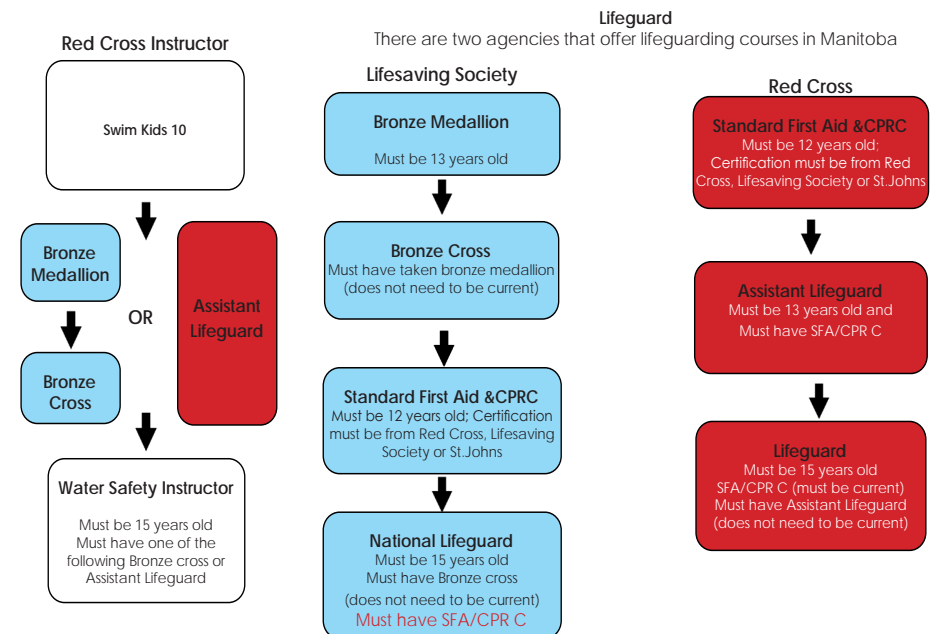 Lifeguard
There are two agencies that offer lifeguarding courses in Manitoba
Red Cross Instructor
Swim Kids 10
Bronze
Medallion
OR
Assistant
Lifeguard
Bronze
Cross
Water Safety Instructor
Must be 15 years old
Must have one of the
following Bronze cross or
Assistant Lifeguard
Lifesaving Society
Bronze Medallion
Must be 13 years old
Bronze Cross
Must have taken bronze medallion
(does not need to be current)
Standard First Aid &CPRC
Must be 12 years old; Certification
must be from Red Cross, Lifesaving
Society or St.Johns
National Lifeguard
Must be 15 years old
Must have Bronze cross
(does not need to be current)
Must have SFA/CPR C
Red Cross
Standard First Aid &CPRC
Must be 12 years old;
Certification must be from Red
Cross, Lifesaving Society or St.Johns
Assistant Lifeguard
Must be 13 years old and
Must have SFA/CPR C
Lifeguard
Must be 15 years old
SFA/CPR C (must be current)
Must have Assistant Lifeguard
(does not need to be current)